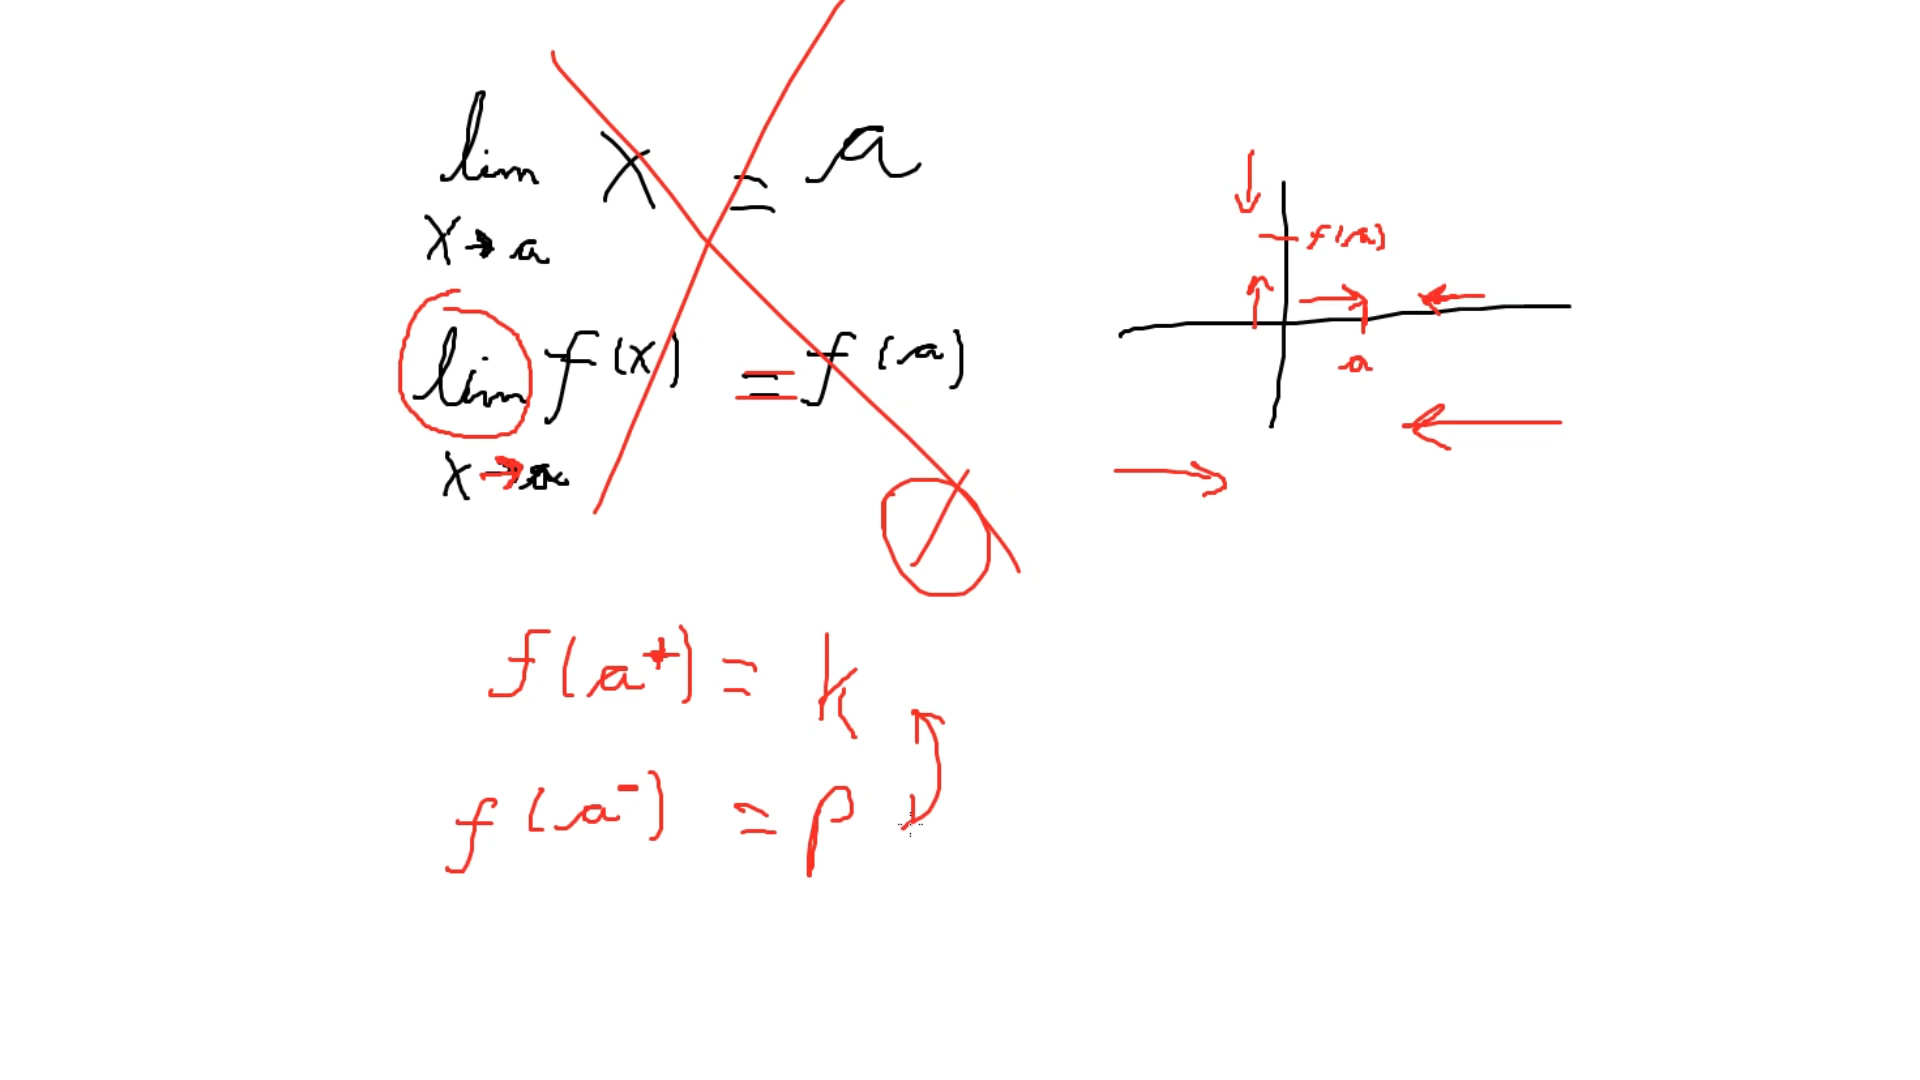 lim x = a
x → a
lim f(x) = f(a)
x → a
f(a⁺) = k
f(a⁻) = p
f(a)
a